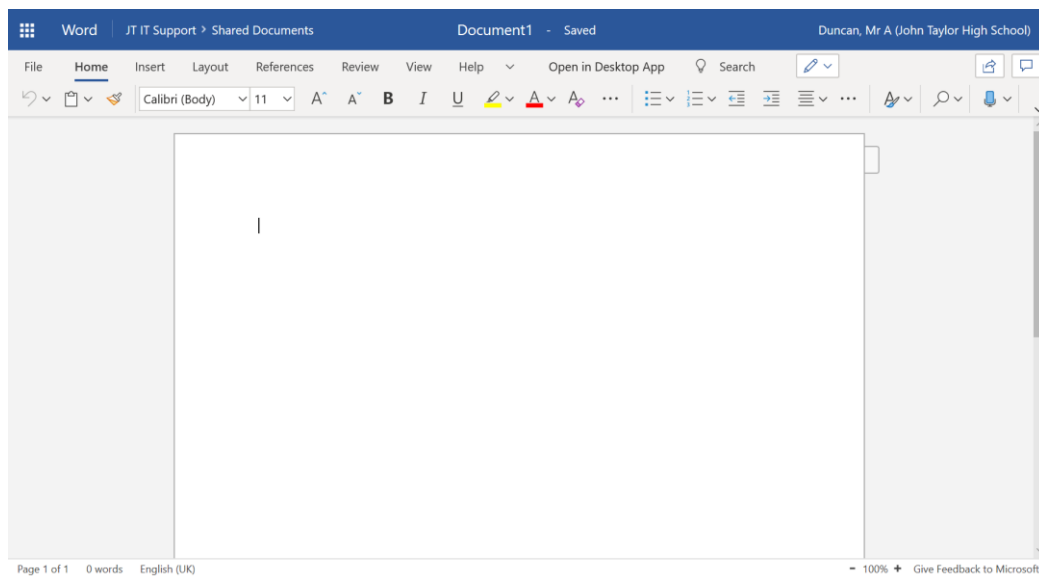 Word JT IT Support > Shared Documents Document1 - Saved Duncan, Mr A (John Taylor High School)
File Home Insert Layout References Review View Help Open in Desktop App Search
Calibri (Body) 11 A A B I U A A
Page 1 of 1 0 words English (UK) - 100% + Give Feedback to Microsoft